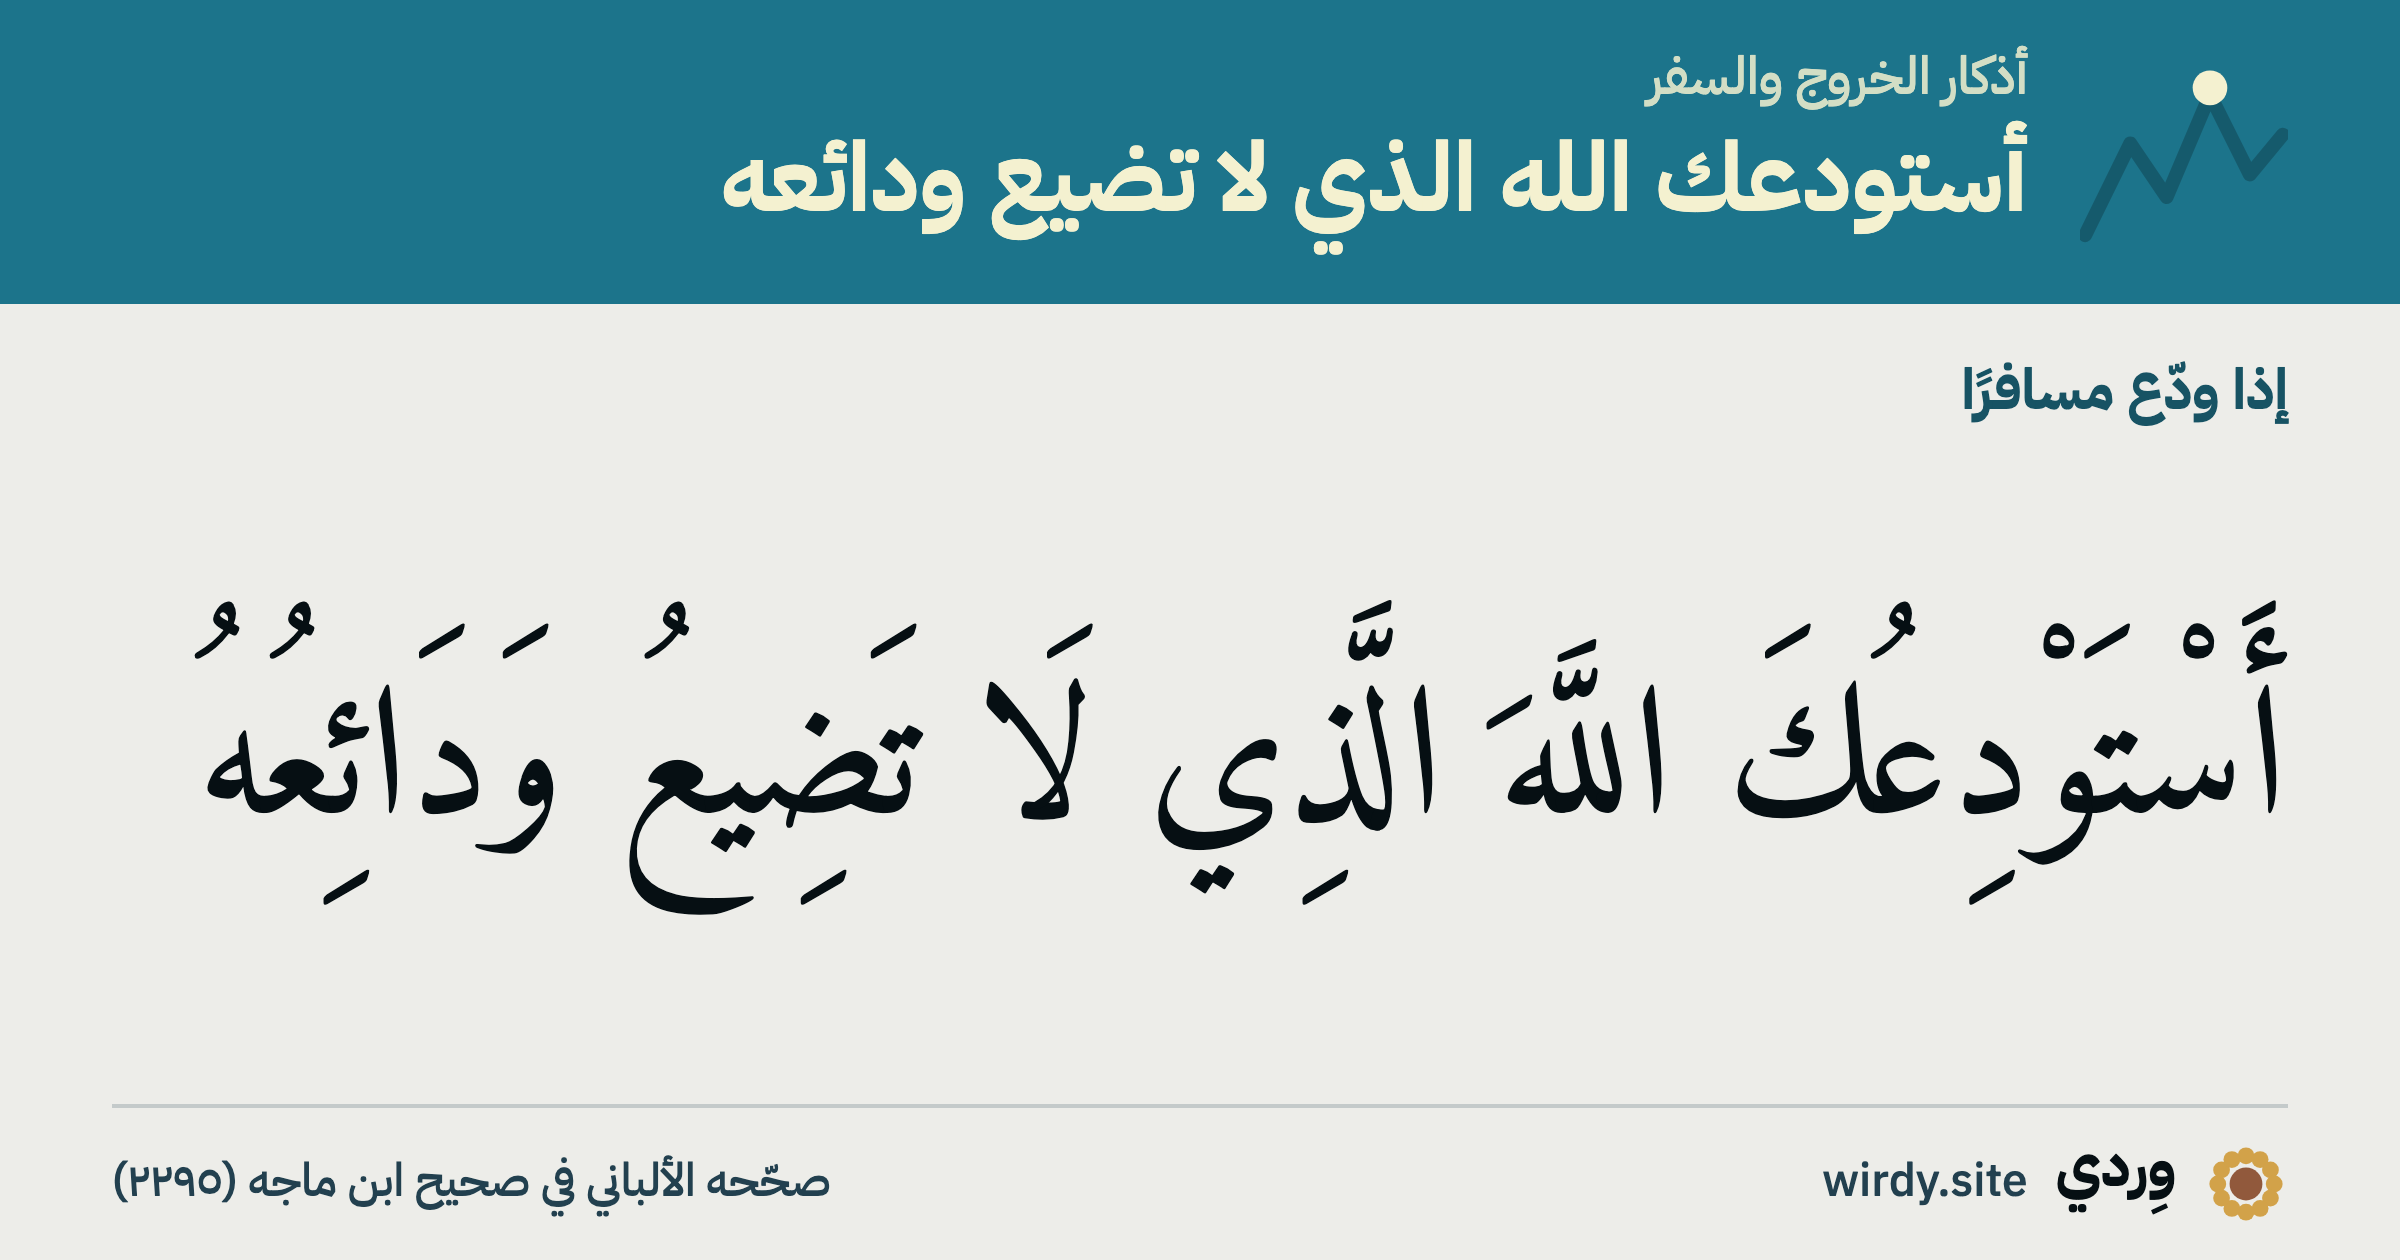 أذكار الخروج والسفر
أستودعك الله الذي لا تضيع ودائعه
إذا ودّع مسافرًا
أَسْتَوْدِعُكَ اللَّهَ الَّذِي لَا تَضِيعُ وَدَائِعُهُ
وِردي wirdy.site
صحّحه الألباني في صحيح ابن ماجه (٢٢٩٥)